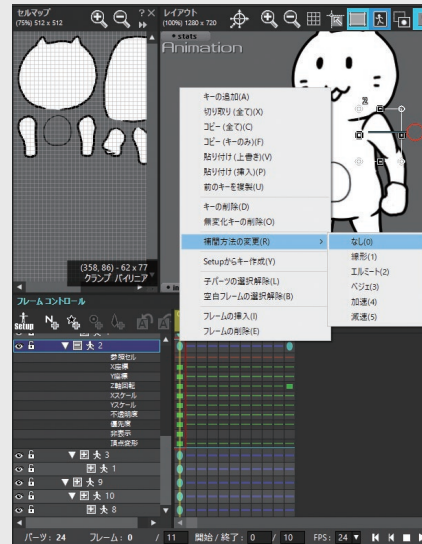 セルマップ
(75%) 512 x 512
?×
レイアウト
(100%) 1280 x 720
• stats
Animation
2
キーの追加(A)
切り取り (全て)(X)
コピー (全て)(C)
コピー (キーのみ)(F)
貼り付け (上書き)(V)
貼り付け (挿入)(P)
前のキーを複製(U)
キーの削除(D)
無変化キーの削除(O)
補間方法の変更(R)
なし(0)
線形(1)
エルミート(2)
ベジェ(3)
加速(4)
減速(5)
Setupからキー作成(Y)
子パーツの選択解除(L)
空白フレームの選択解除(B)
フレームの挿入(I)
フレームの削除(E)
(358, 86) - 62 x 77
クランプ バイリニア
フレーム コントロール
setup
2
参照セル
X座標
Y座標
Z軸回転
Xスケール
Yスケール
不透明度
優先度
非表示
頂点変形
3
1
9
10
8
パーツ: 24 フレーム: 0 / 11 開始/終了: 0 / 10 FPS: 24